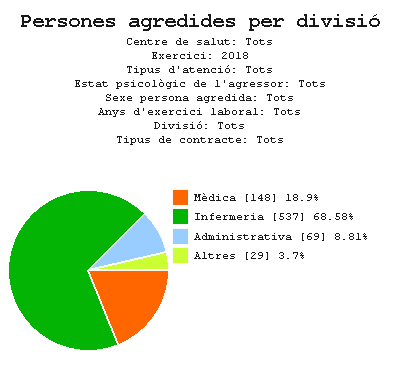 Persones agredides per divisió
Centre de salut: Tots
Exercici: 2018
Tipus d'atenció: Tots
Estat psicològic de l'agressor: Tots
Sexe persona agredida: Tots
Anys d'exercici laboral: Tots
Divisió: Tots
Tipus de contracte: Tots
Mèdica [148] 18.9%
Infermeria [537] 68.58%
Administrativa [69] 8.81%
Altres [29] 3.7%